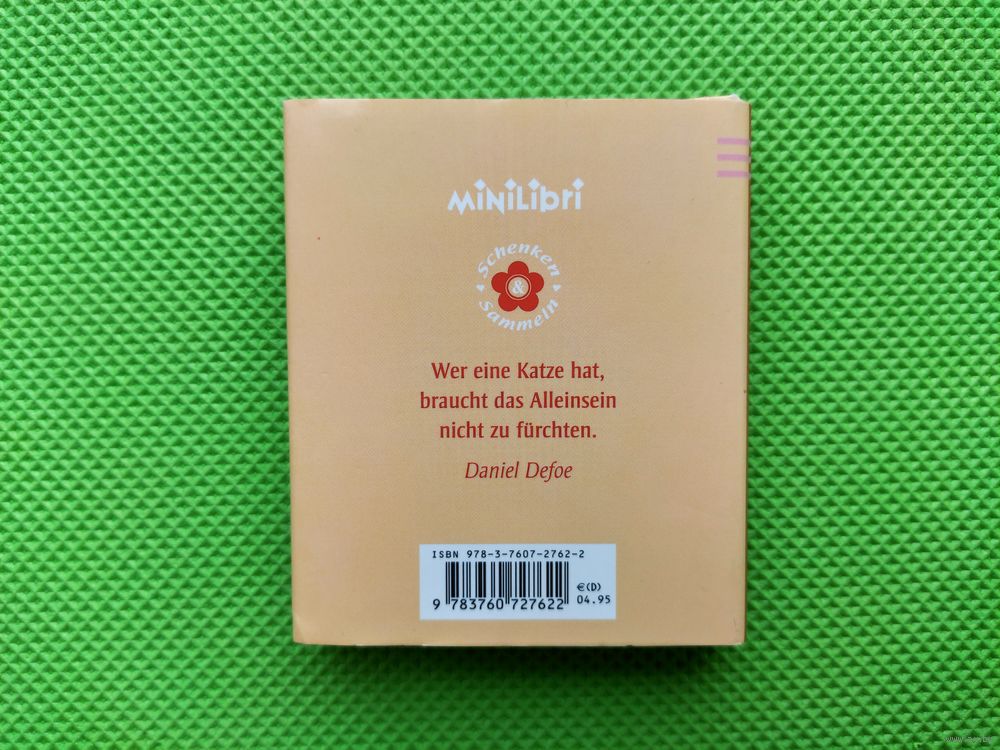 MiNiLibri
Schenken
&
Sammeln
Wer eine Katze hat,
braucht das Alleinsein
nicht zu fürchten.
Daniel Defoe
ISBN 978-3-7607-2762-2
€(D)
04.95
9 783760 727622